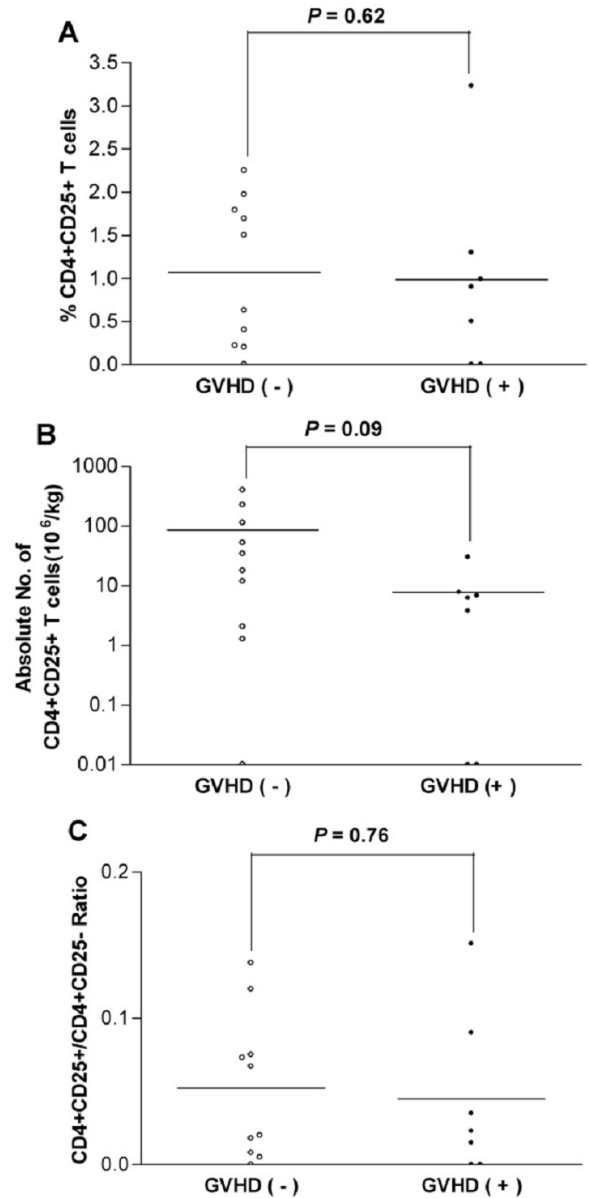 A
P = 0.62
% CD4+CD25+ T cells
3.5
3.0
2.5
2.0
1.5
1.0
0.5
0.0
GVHD ( - )
GVHD ( + )
B
P = 0.09
Absolute No. of
CD4+CD25+ T cells(10 6/kg)
1000
100
10
1
0.1
0.01
GVHD ( - )
GVHD (+ )
C
P = 0.76
CD4+CD25+/CD4+CD25- Ratio
0.2
0.1
0.0
GVHD ( - )
GVHD ( + )